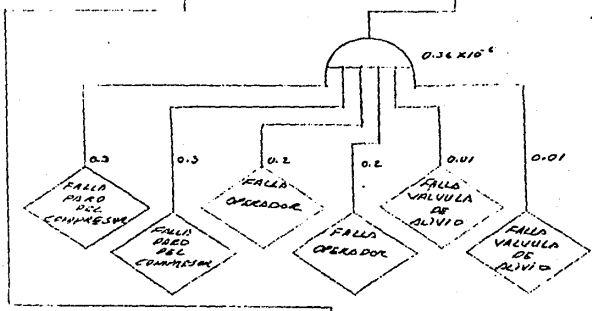 0.36 x10⁻⁶
0.3
0.3
0.2
0.2
0.01
0.01
FALLA
PARO
DEL
COMPRESOR
FALLA
PARO
DEL
COMPRESOR
FALLA
OPERADOR
FALLA
OPERADOR
FALLA
VALVULA
DE
ALIVIO
FALLA
VALVULA
DE
ALIVIO